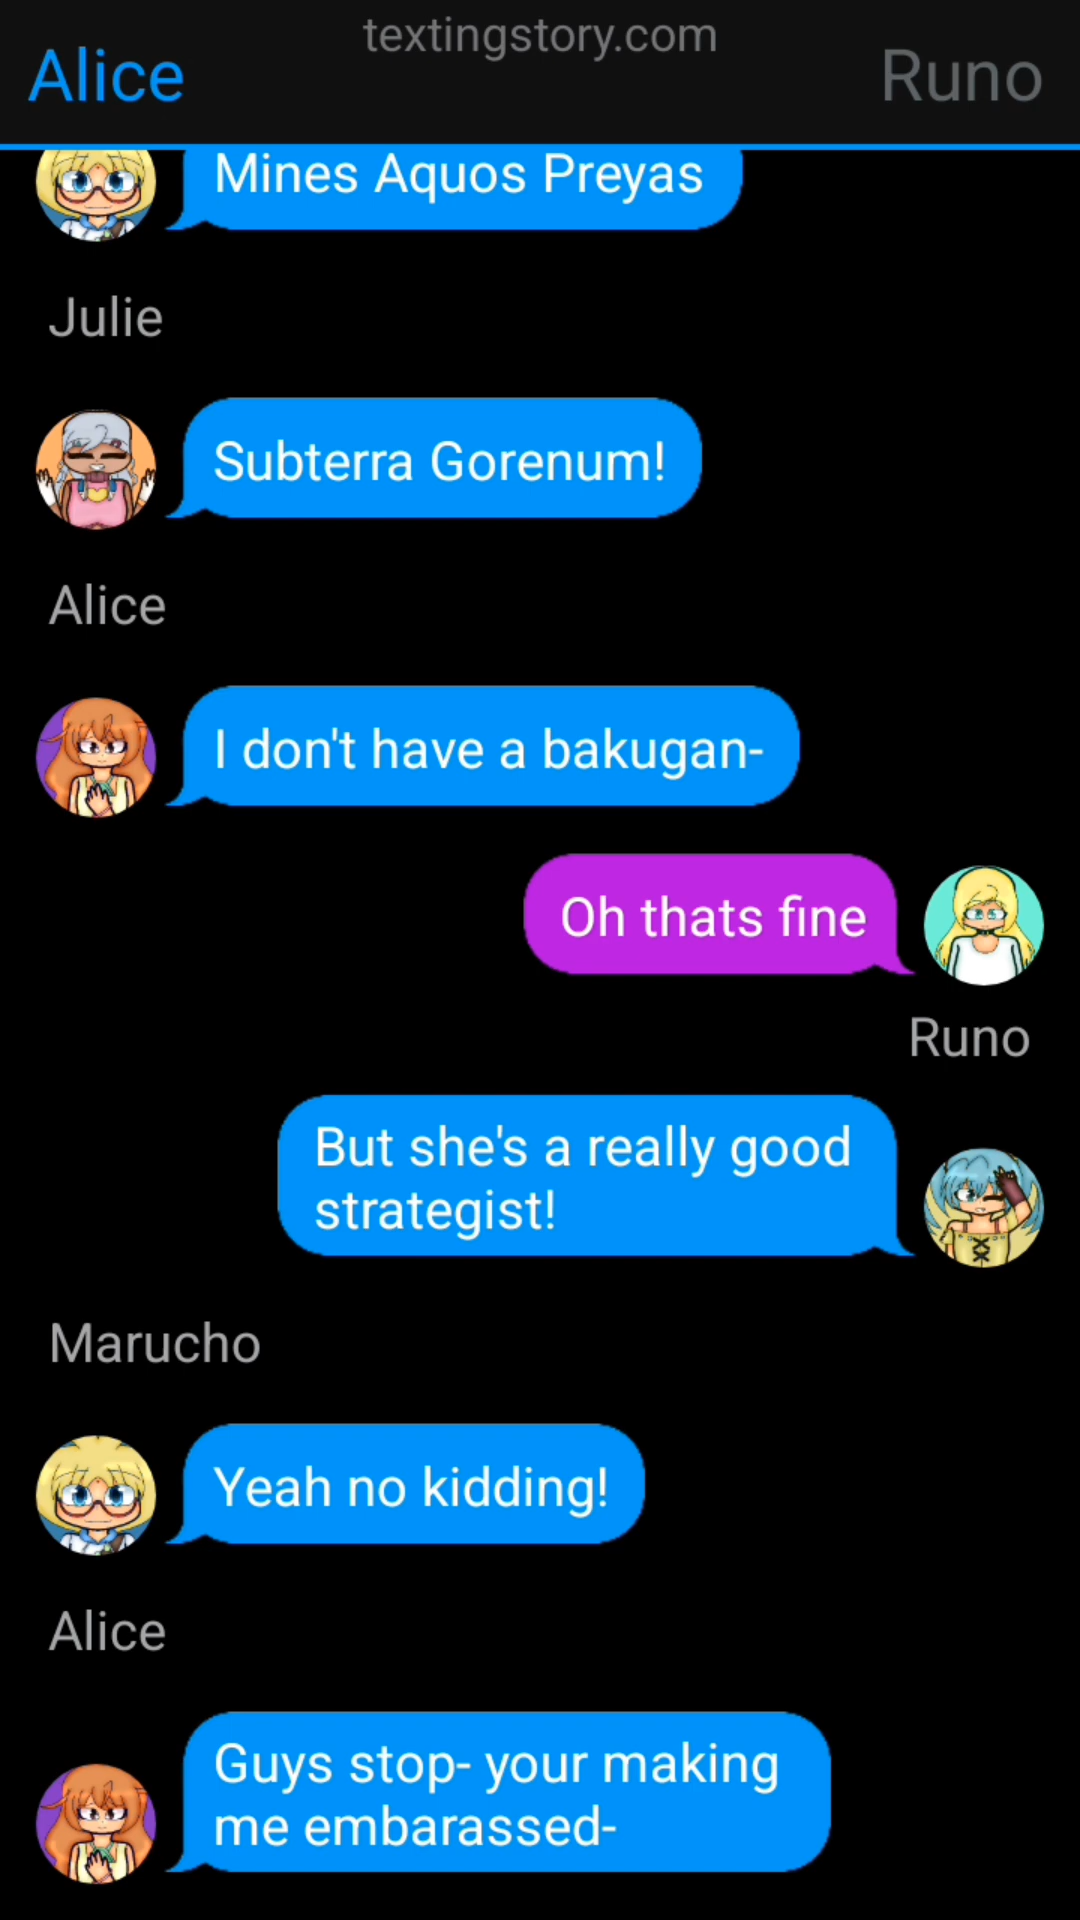 textingstory.com
Alice
Runo
Mines Aquos Preyas
Julie
Subterra Gorenum!
Alice
I don't have a bakugan-
Oh thats fine
Runo
But she's a really good
strategist!
Marucho
Yeah no kidding!
Alice
Guys stop- your making
me embarassed-